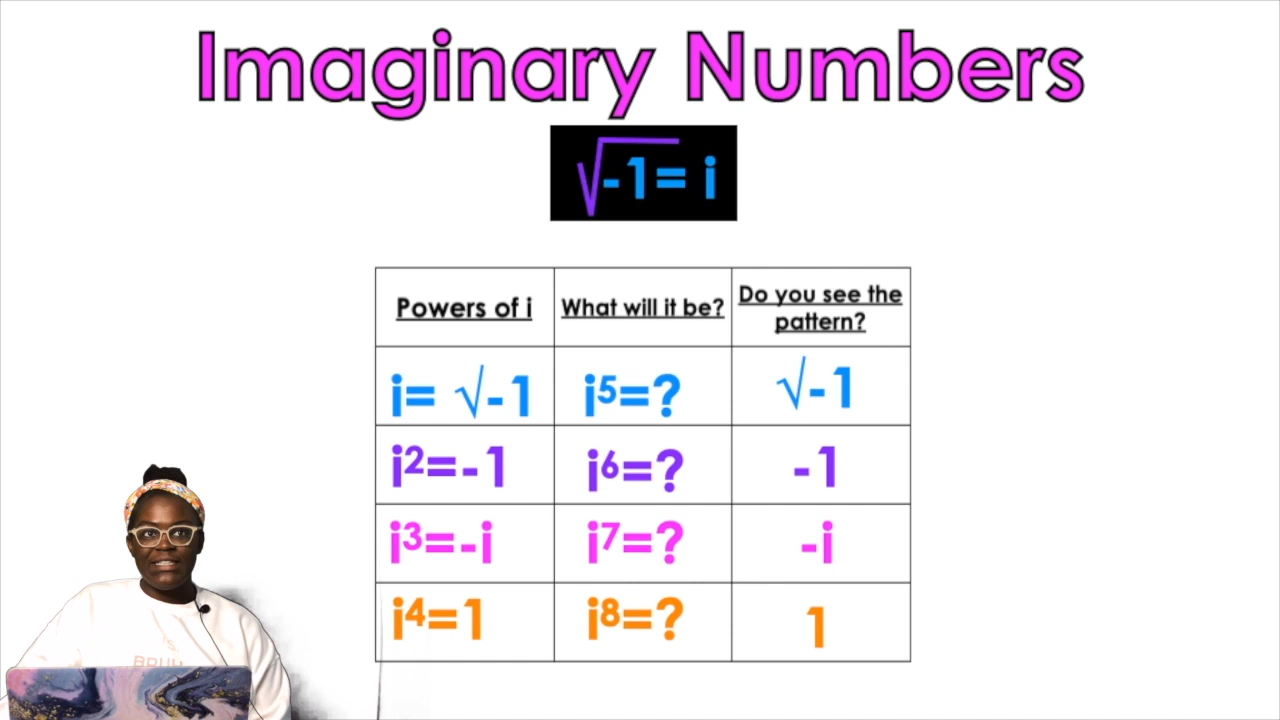 Imaginary Numbers
√-1= i
Powers of i
What will it be?
Do you see the
pattern?
i= √-1
i⁵=?
√-1
i²=-1
i⁶=?
-1
i³=-i
i⁷=?
-i
i⁴=1
i⁸=?
1